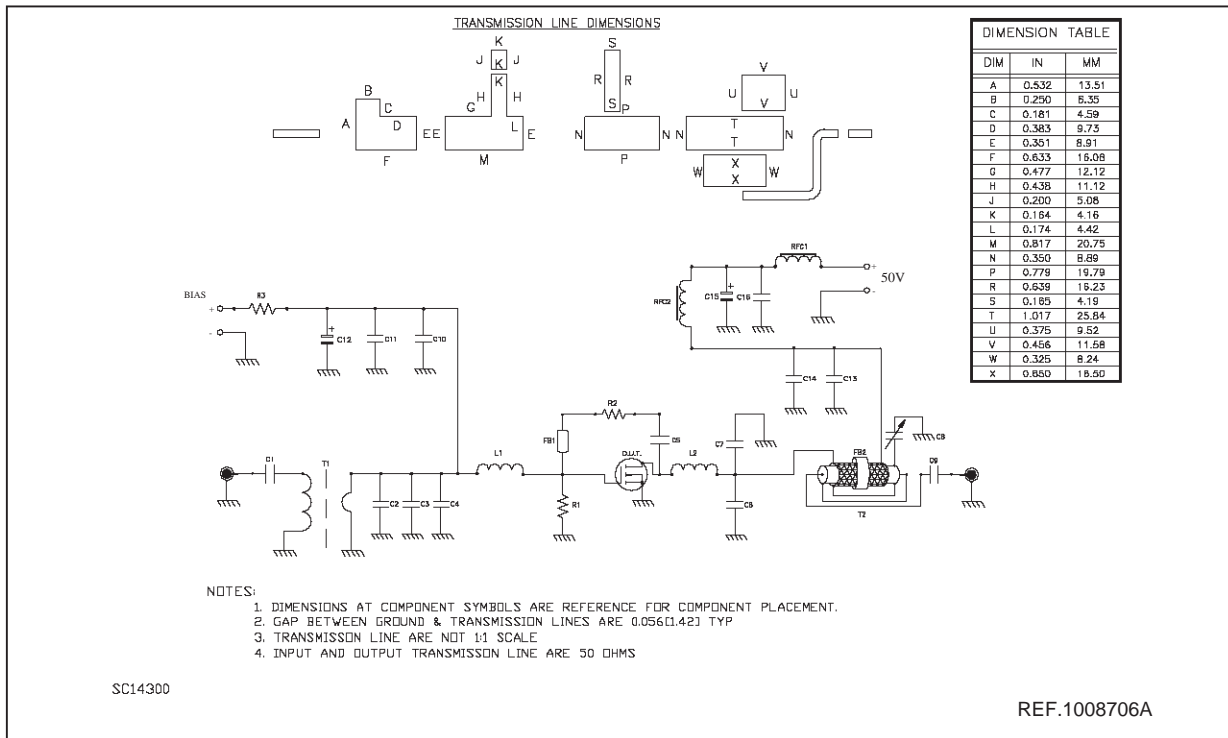 TRANSMISSION LINE DIMENSIONS
K
J K J
K
H H
G
L
E E
M
B
C
A D
F
E
S
R R
S
P
N N
P
V
U U
V
T
N N
T
X
W W
X
DIMENSION TABLE
DIM IN MM
A 0.532 13.51
B 0.250 6.35
C 0.181 4.59
D 0.383 9.73
E 0.351 8.91
F 0.633 16.08
G 0.477 12.12
H 0.438 11.12
J 0.200 5.08
K 0.164 4.16
L 0.174 4.42
M 0.817 20.75
N 0.350 8.89
P 0.779 19.79
R 0.639 16.23
S 0.165 4.19
T 1.017 25.84
U 0.375 9.52
V 0.456 11.58
W 0.325 8.24
X 0.650 16.50
RFC1
+
50V
-
RFC2
+
C15 C16
BIAS
+
R3
-
+
C12 C11 C10
C14 C13
R2
FB1
C5
C7
C8
FB2
C1
T1
L1
D.U.T.
L2
C9
C2 C3 C4
R1
C6
T2
NOTES:
1. DIMENSIONS AT COMPONENT SYMBOLS ARE REFERENCE FOR COMPONENT PLACEMENT.
2. GAP BETWEEN GROUND & TRANSMISSION LINES ARE 0.056[1.42] TYP
3. TRANSMISSON LINE ARE NOT 1:1 SCALE
4. INPUT AND OUTPUT TRANSMISSON LINE ARE 50 OHMS
SC14300
REF.1008706A